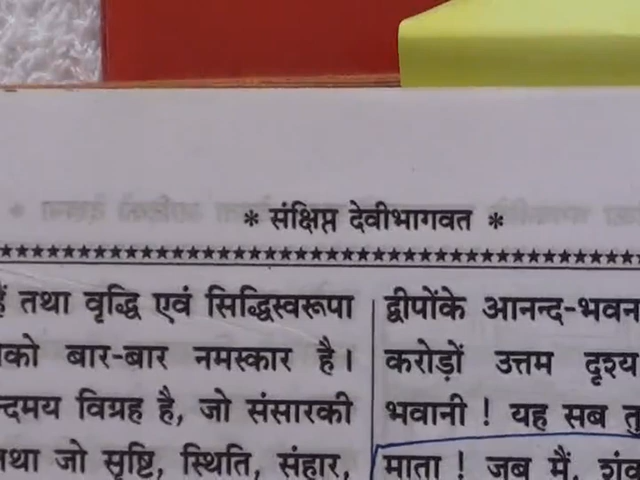 * संक्षिप्त देवीभागवत *
तथा वृद्धि एवं सिद्धिस्वरूपा
को बार-बार नमस्कार है।
न्दमय विग्रह है, जो संसारकी
तथा जो सृष्टि, स्थिति, संहार,
द्वीपोंके आनन्द-भवन
करोड़ों उत्तम दृश्य
भवानी ! यह सब तु
माता ! जब मैं, शंक